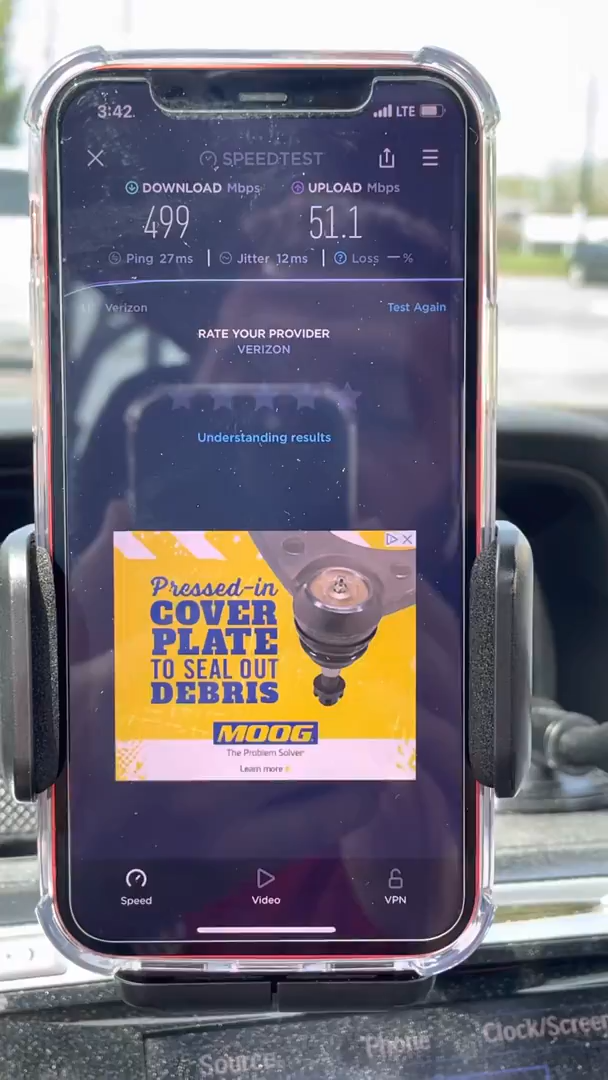 3:42
LTE
SPEEDTEST
DOWNLOAD Mbps
UPLOAD Mbps
499
51.1
Ping 27ms
Jitter 12ms
Loss —%
Verizon
Test Again
RATE YOUR PROVIDER
VERIZON
Understanding results
Pressed-in
COVER
PLATE
TO SEAL OUT
DEBRIS
MOOG
The Problem Solver
Learn more
Speed
Video
VPN
Source
Phone
Clock/Screen